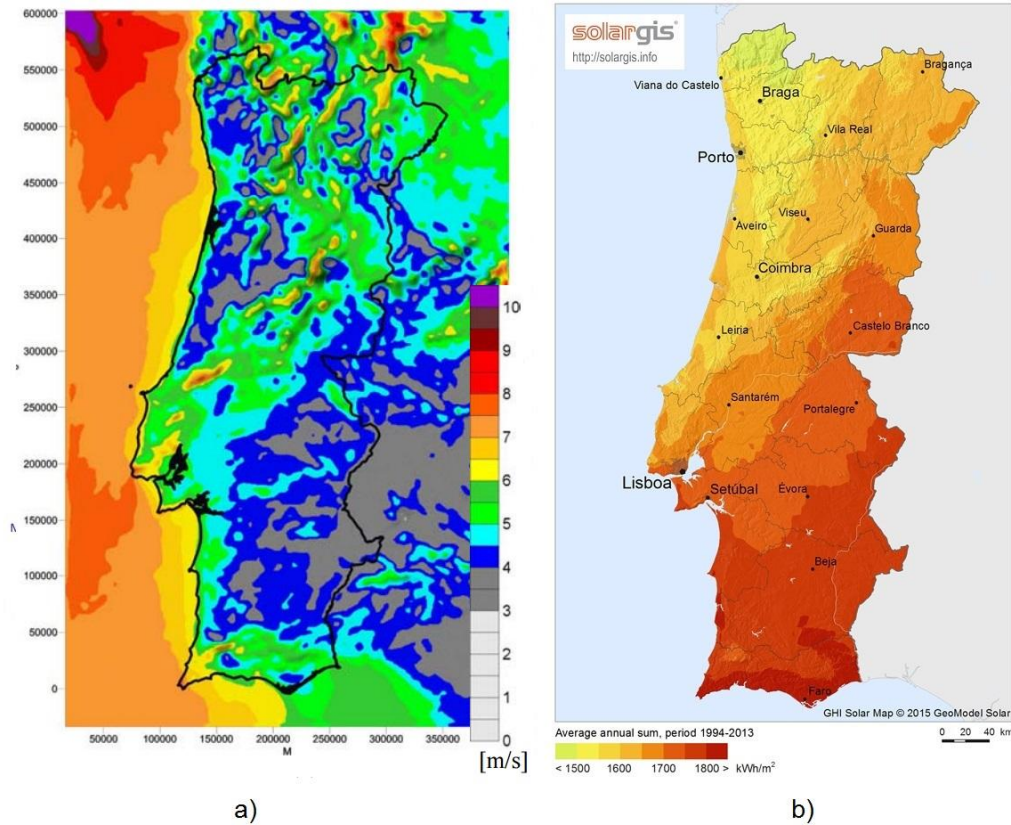 600000
550000
500000
450000
400000
350000
300000
250000
200000
150000
100000
50000
0
50000 100000 150000 200000 250000 300000 350000
M
10
9
8
7
6
5
4
3
2
1
0
[m/s]
a)
solargis
http://solargis.info
Bragança
Viana do Castelo
Braga
Vila Real
Porto
Aveiro
Viseu
Guarda
Coimbra
Leiria
Castelo Branco
Santarém
Portalegre
Lisboa
Setúbal
Évora
Beja
Faro
GHI Solar Map © 2015 GeoModel Solar
Average annual sum, period 1994-2013
0 20 40 km
< 1500 1600 1700 1800 > kWh/m²
b)